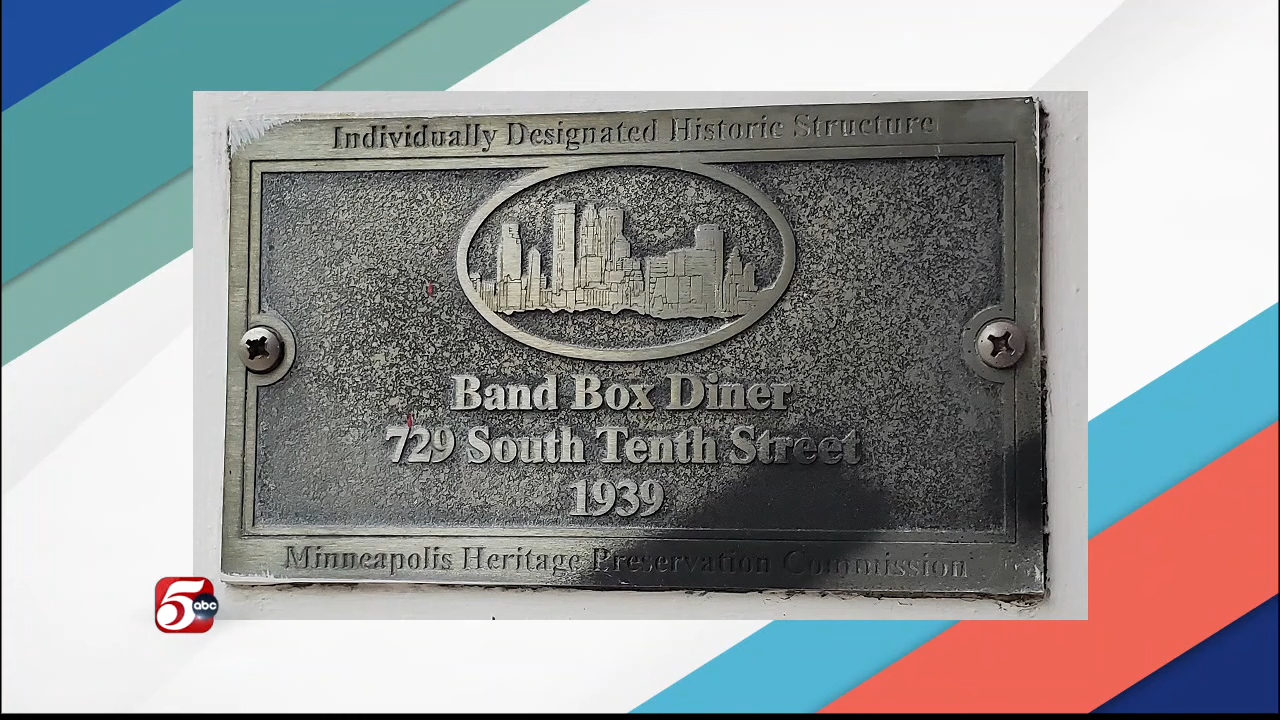 Individually Designated Historic Structure
Band Box Diner
729 South Tenth Street
1939
Minneapolis Heritage Preservation Commission
5 abc